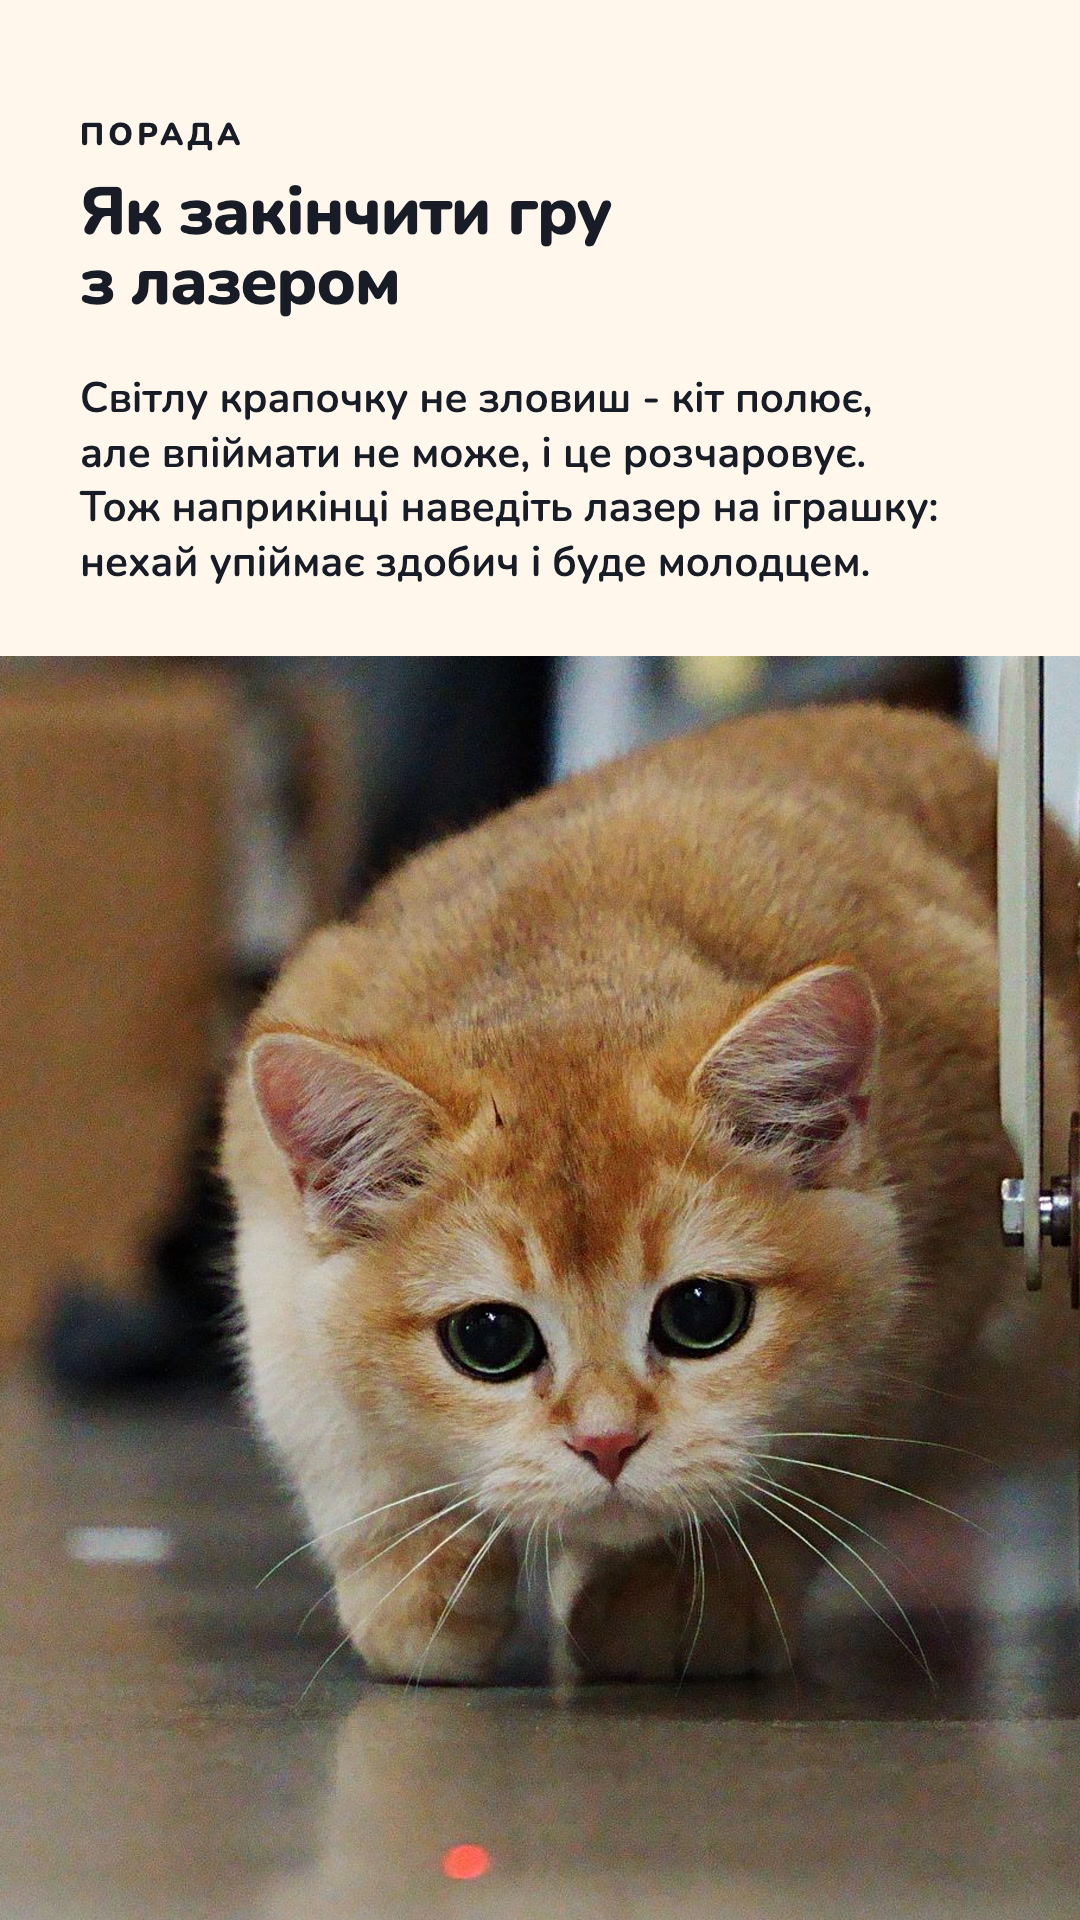 ПОРАДА
Як закінчити гру
з лазером
Світлу крапочку не зловиш - кіт полює,
але впіймати не може, і це розчаровує.
Тож наприкінці наведіть лазер на іграшку:
нехай упіймає здобич і буде молодцем.